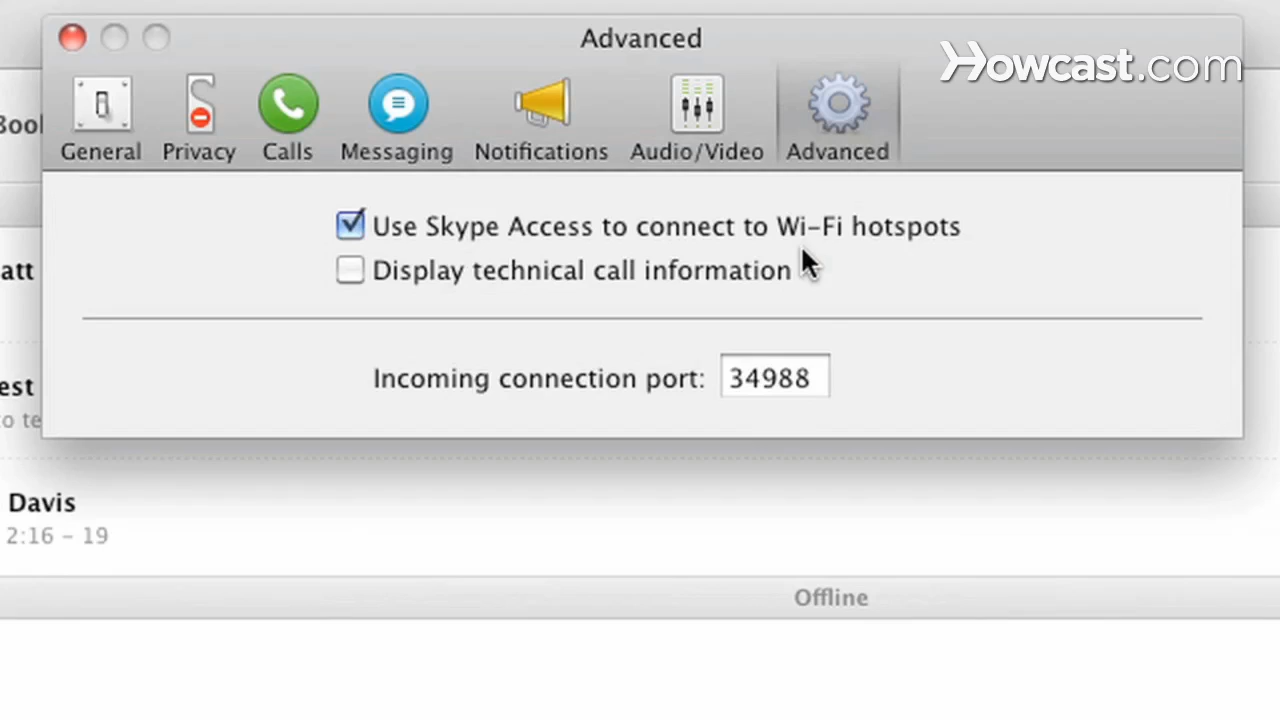 Advanced
Howcast.com
General Privacy Calls Messaging Notifications Audio/Video Advanced
Use Skype Access to connect to Wi-Fi hotspots
Display technical call information
Incoming connection port: 34988
Davis
2:16 – 19
Offline